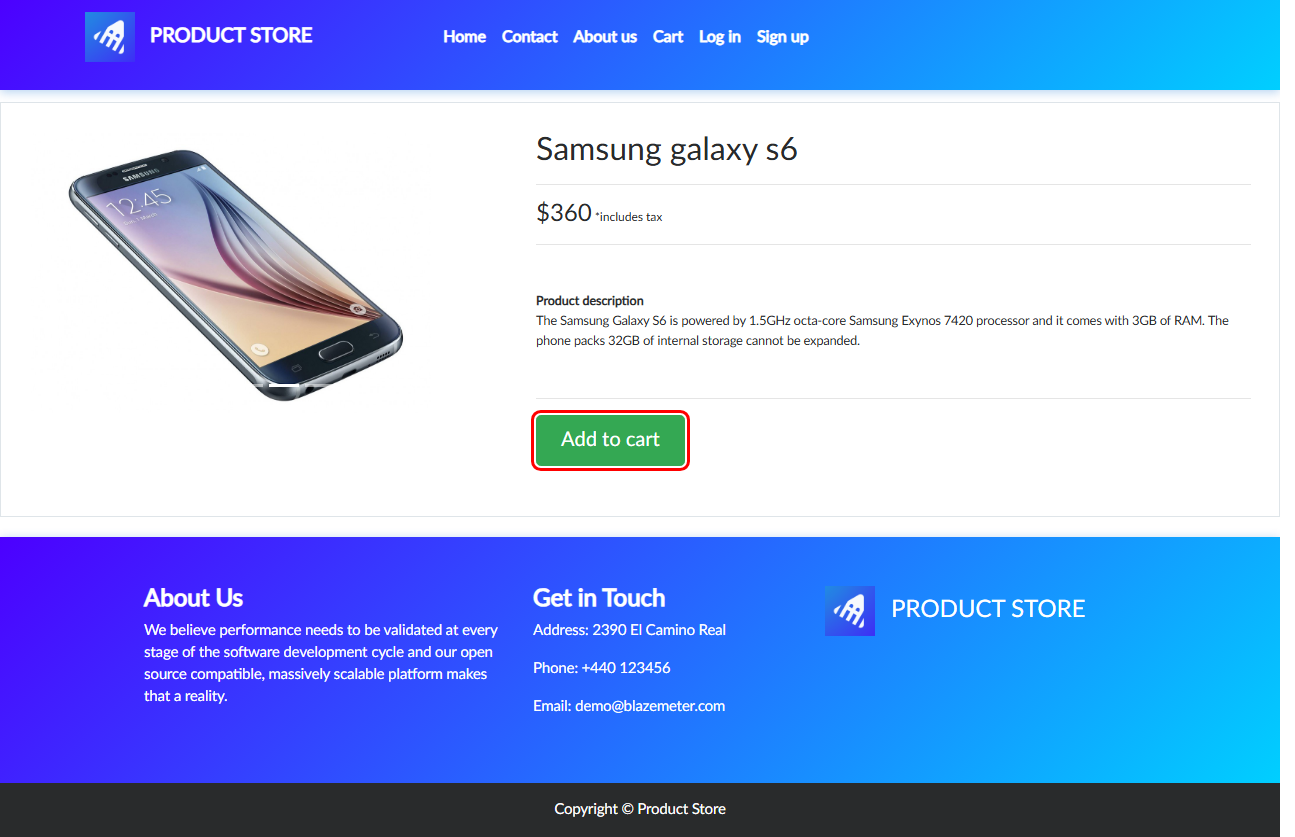 PRODUCT STORE
Home Contact About us Cart Log in Sign up
SAMSUNG
12:45
Samsung galaxy s6
$360 *includes tax
Product description
The Samsung Galaxy S6 is powered by 1.5GHz octa-core Samsung Exynos 7420 processor and it comes with 3GB of RAM. The
phone packs 32GB of internal storage cannot be expanded.
Add to cart
About Us
We believe performance needs to be validated at every
stage of the software development cycle and our open
source compatible, massively scalable platform makes
that a reality.
Get in Touch
Address: 2390 El Camino Real
Phone: +440 123456
Email: demo@blazemeter.com
PRODUCT STORE
Copyright © Product Store